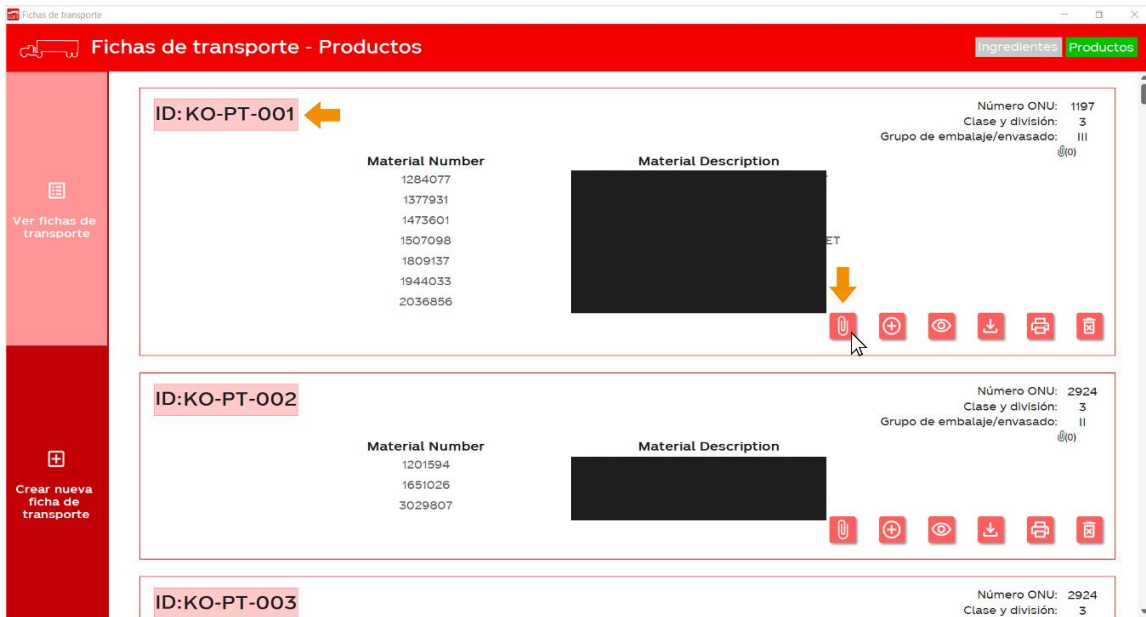 Fichas de transporte
Fichas de transporte - Productos
Ingredientes Productos
Ver fichas de
transporte
Crear nueva
ficha de
transporte
ID:KO-PT-001
Número ONU: 1197
Clase y división: 3
Grupo de embalaje/envasado: III
(0)
Material Number Material Description
1284077
1377931
1473601
1507098
ET
1809137
1944033
2036856
ID:KO-PT-002
Número ONU: 2924
Clase y división: 3
Grupo de embalaje/envasado: II
(0)
Material Number Material Description
1201594
1651026
3029807
ID:KO-PT-003
Número ONU: 2924
Clase y división: 3